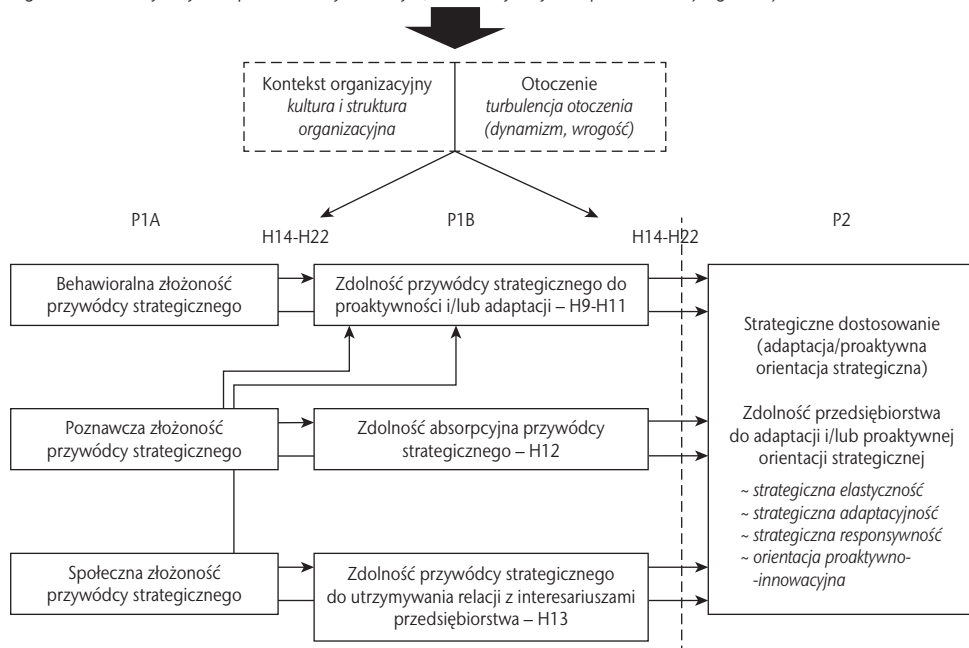 Kontekst organizacyjny
kultura i struktura
organizacyjna
Otoczenie
turbulencja otoczenia
(dynamizm, wrogość)
P1A
H14-H22
P1B
H14-H22
P2
Behawioralna złożoność
przywódcy strategicznego
Zdolność przywódcy strategicznego do
proaktywności i/lub adaptacji – H9-H11
Poznawcza złożoność
przywódcy strategicznego
Zdolność absorpcyjna przywódcy
strategicznego – H12
Społeczna złożoność
przywódcy strategicznego
Zdolność przywódcy strategicznego
do utrzymywania relacji z interesariuszami
przedsiębiorstwa – H13
Strategiczne dostosowanie
(adaptacja/proaktywna
orientacja strategiczna)
Zdolność przedsiębiorstwa
do adaptacji i/lub proaktywnej
orientacji strategicznej
~ strategiczna elastyczność
~ strategiczna adaptacyjność
~ strategiczna responsywność
~ orientacja proaktywno-
-innowacyjna